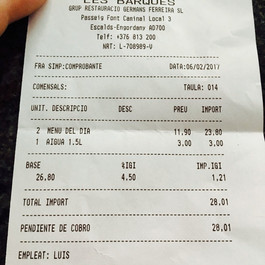 LES BARQUES
GRUP RESTAURACIO GERMANS FERREIRA SL
Passeig Font Caminal Local 3
Escalds-Engordany AD700
Telf: +376 813 200
NRT: L-708989-V
FRA SIMP:COMPROBANTE DATA:06/02/2017
COMENSALS: TAULA: 014
UNIT. DESCRIPCIO DESC PREU IMPORT
2 MENU DEL DIA 11.90 23.80
1 AIGUA 1.5L 3.00 3.00
BASE %IGI IMP.IGI
26.80 4.50 1.21
TOTAL IMPORT 28.01
PENDIENTE DE COBRO 28.01
EMPLEAT: LUIS